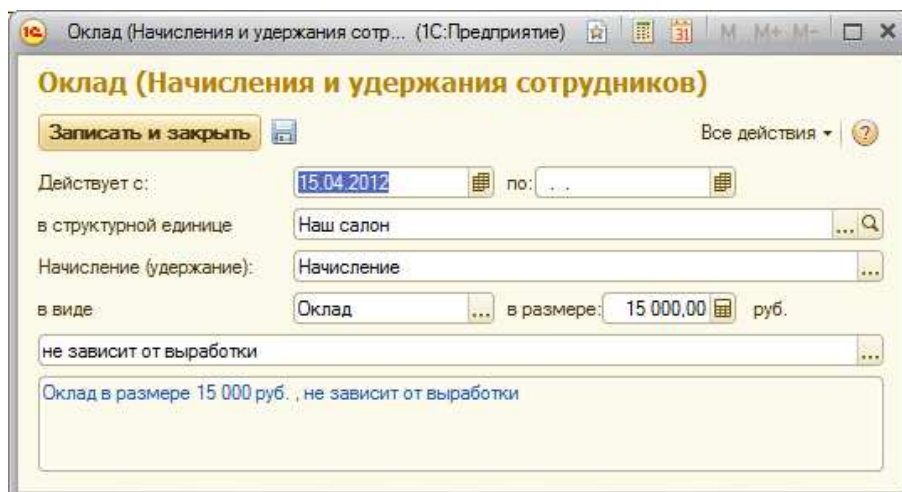 1С Оклад (Начисления и удержания сотр... (1С:Предприятие) 31 M M+ M-
Оклад (Начисления и удержания сотрудников)
Записать и закрыть Все действия ?
Действует с: 15.04.2012 по: . .
в структурной единице Наш салон ...
Начисление (удержание): Начисление ...
в виде Оклад ... в размере: 15 000,00 руб.
не зависит от выработки ...
Оклад в размере 15 000 руб. , не зависит от выработки